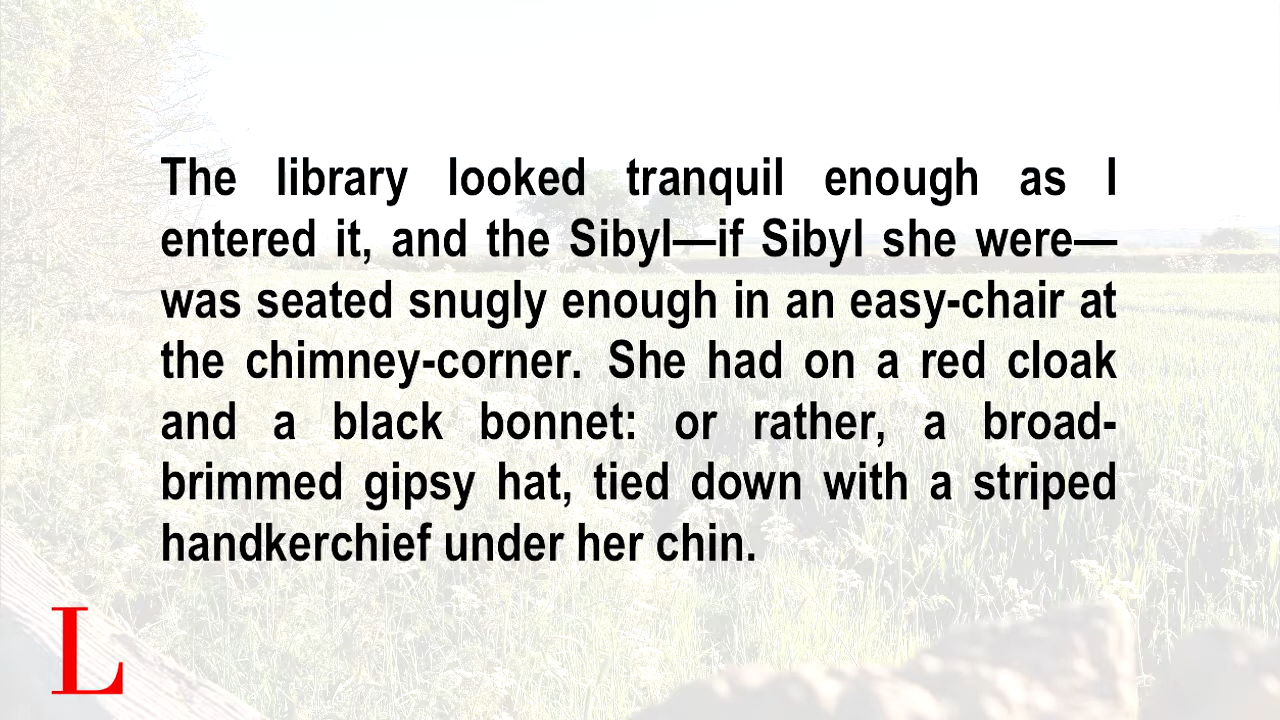 The library looked tranquil enough as I
entered it, and the Sibyl—if Sibyl she were—
was seated snugly enough in an easy-chair at
the chimney-corner. She had on a red cloak
and a black bonnet: or rather, a broad-
brimmed gipsy hat, tied down with a striped
handkerchief under her chin.
L